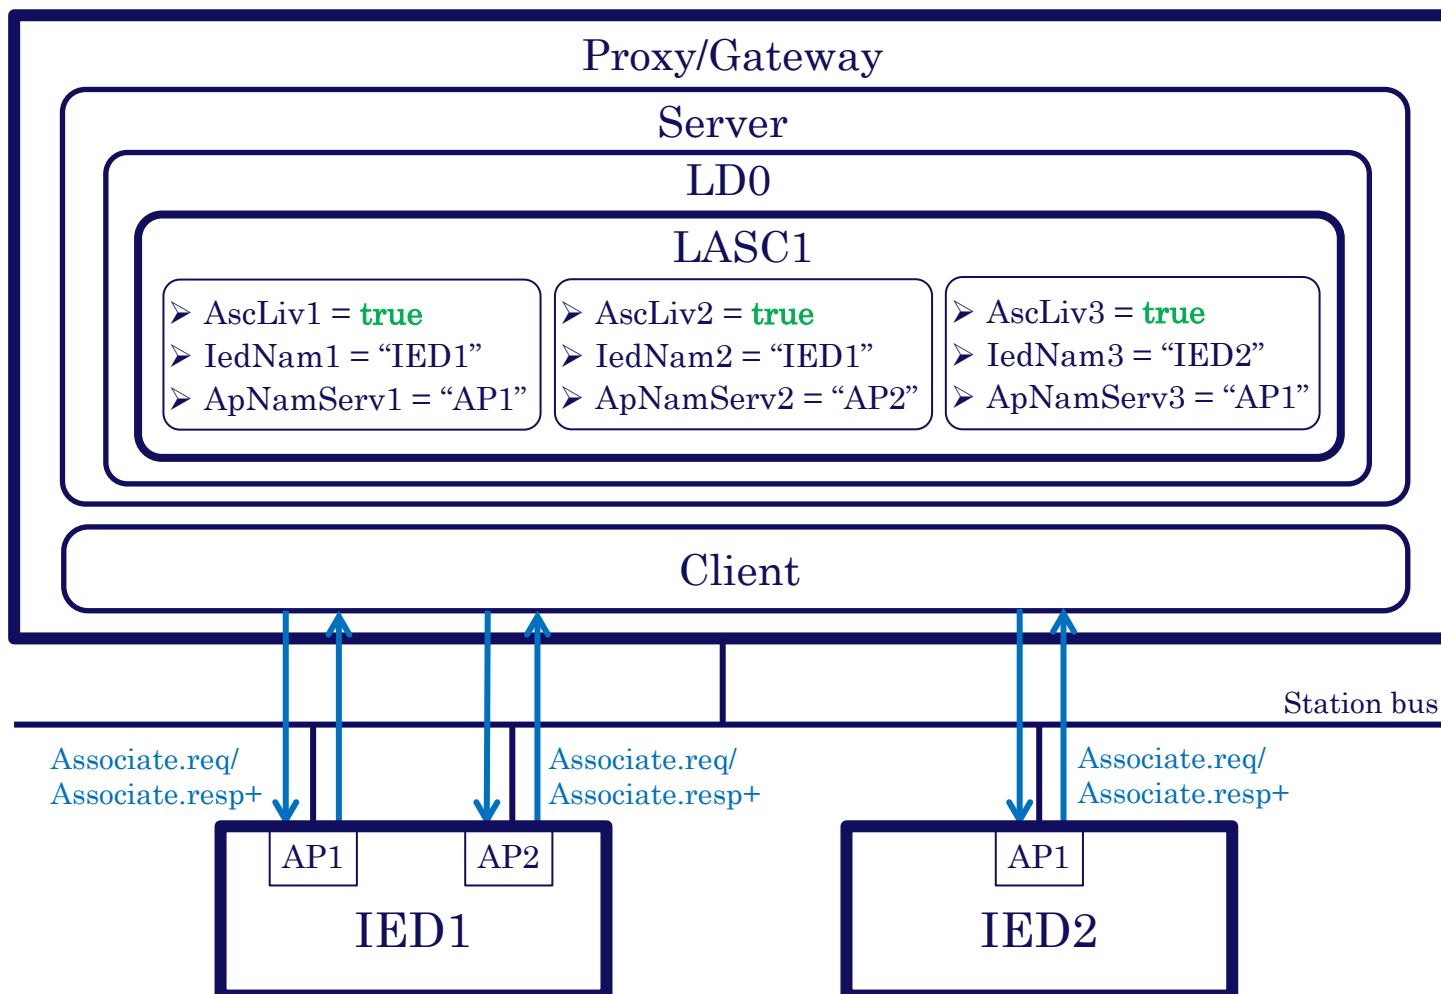 Proxy/Gateway
Server
LD0
LASC1
➢ AscLiv1 = true
➢ IedNam1 = “IED1”
➢ ApNamServ1 = “AP1”
➢ AscLiv2 = true
➢ IedNam2 = “IED1”
➢ ApNamServ2 = “AP2”
➢ AscLiv3 = true
➢ IedNam3 = “IED2”
➢ ApNamServ3 = “AP1”
Client
Station bus
Associate.req/
Associate.resp+
Associate.req/
Associate.resp+
Associate.req/
Associate.resp+
AP1
AP2
IED1
AP1
IED2